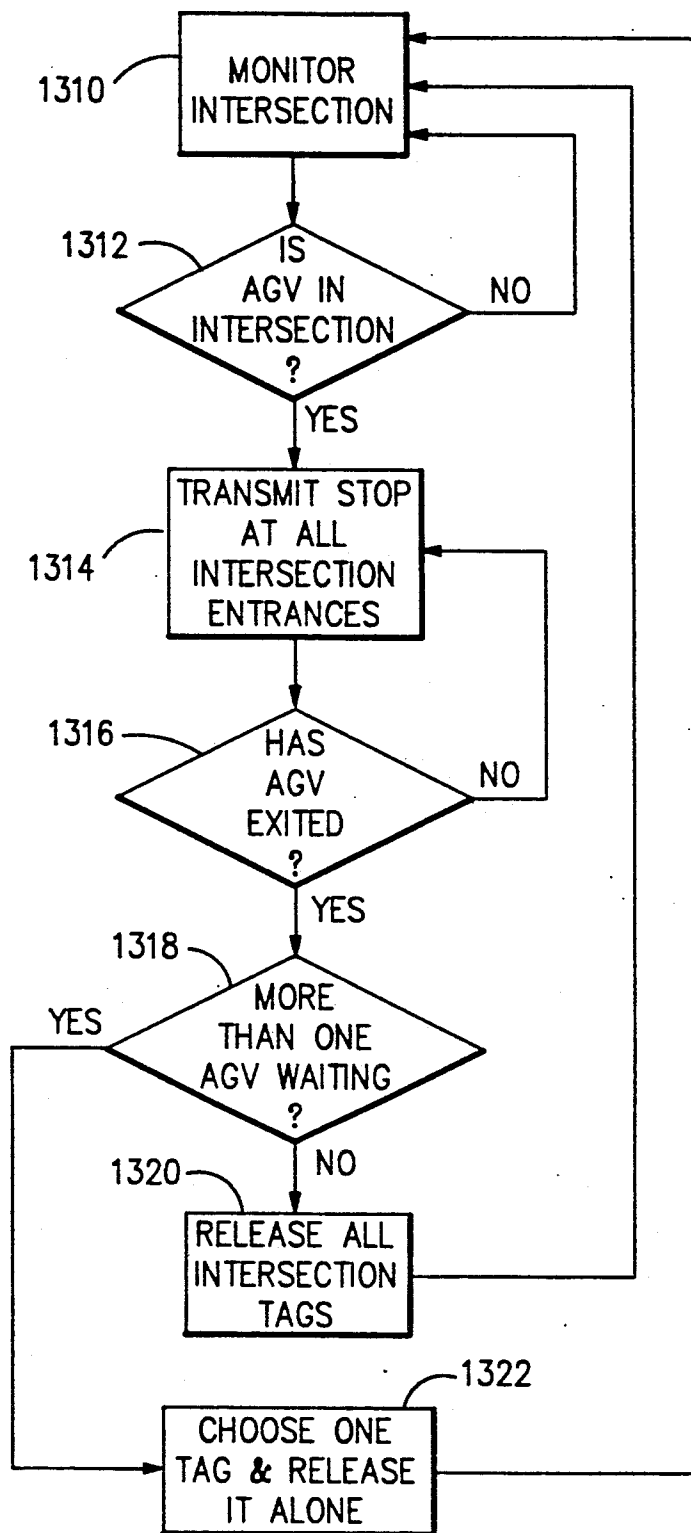 1310
MONITOR
INTERSECTION
1312
IS
AGV IN
INTERSECTION
?
NO
YES
1314
TRANSMIT STOP
AT ALL
INTERSECTION
ENTRANCES
1316
HAS
AGV
EXITED
?
NO
YES
1318
MORE
THAN ONE
AGV WAITING
?
YES
NO
1320
RELEASE ALL
INTERSECTION
TAGS
1322
CHOOSE ONE
TAG & RELEASE
IT ALONE